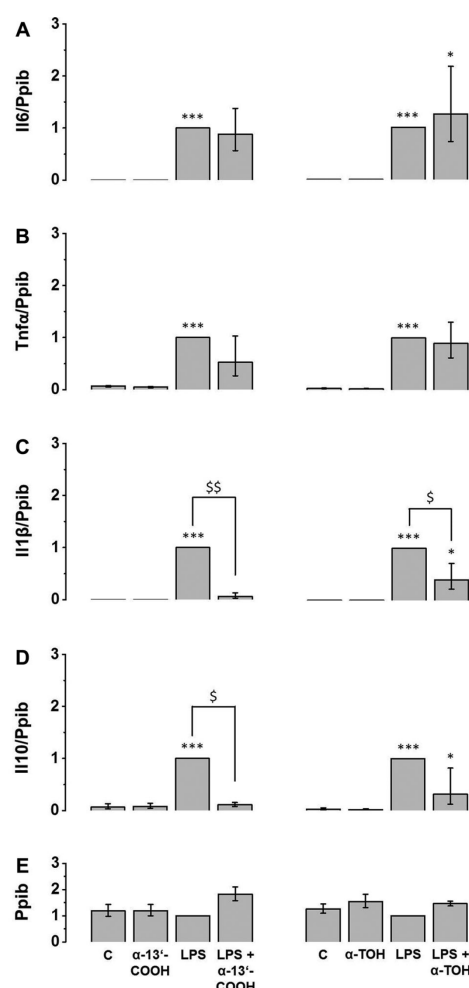 A
Il6/Ppib
3
2
1
0
***
***
*
B
Tnfα/Ppib
3
2
1
0
***
***
C
Il1β/Ppib
3
2
1
0
$$
***
$
***
*
D
Il10/Ppib
3
2
1
0
$
***
***
*
E
Ppib
3
2
1
0
C
α-13‘-
COOH
LPS
LPS +
α-13‘-
COOH
C
α-TOH
LPS
LPS +
α-TOH